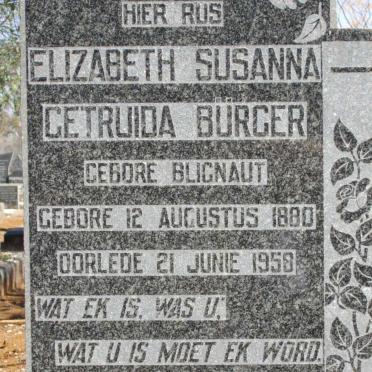 HIER RUS
ELIZABETH SUSANNA
GETRUIDA BÜRGER
GEBORE BLIGNAUT
GEBORE 12 AUGUSTUS 1880
OORLEDE 21 JUNIE 1958
WAT EK IS, WAS U,
WAT U IS MOET EK WORD.